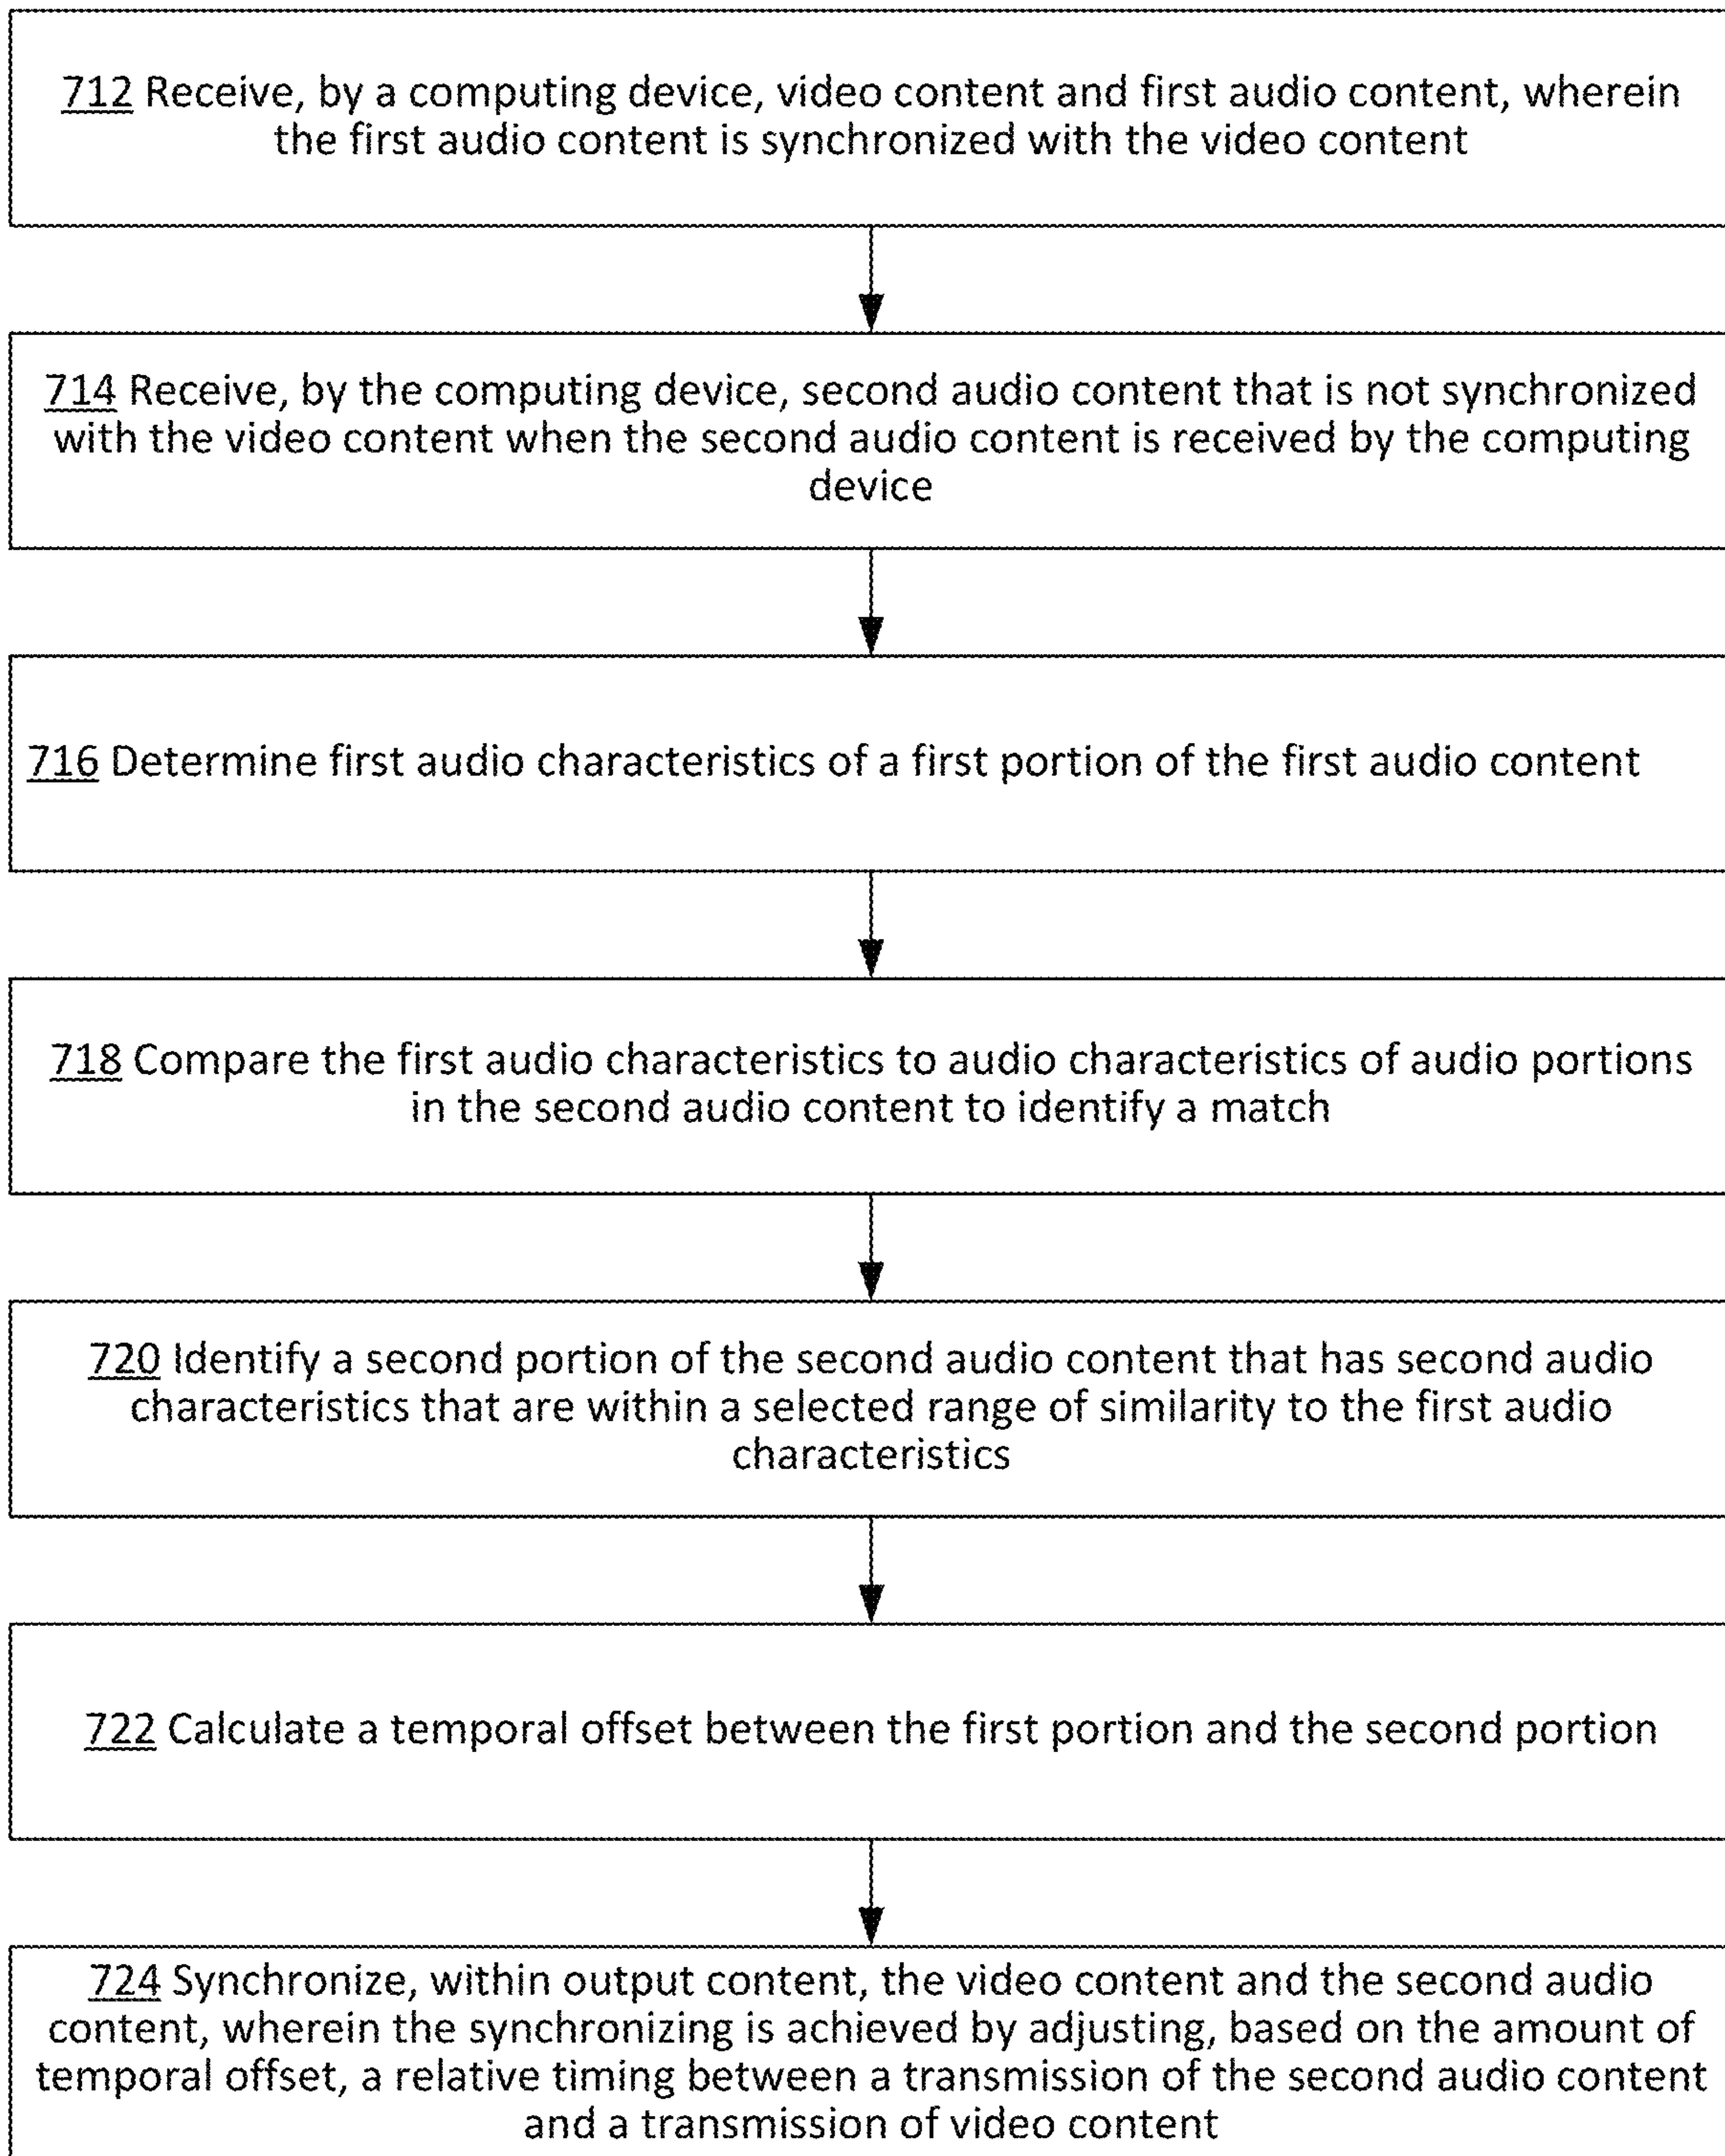 712 Receive, by a computing device, video content and first audio content, wherein
the first audio content is synchronized with the video content
714 Receive, by the computing device, second audio content that is not synchronized
with the video content when the second audio content is received by the computing
device
716 Determine first audio characteristics of a first portion of the first audio content
718 Compare the first audio characteristics to audio characteristics of audio portions
in the second audio content to identify a match
720 Identify a second portion of the second audio content that has second audio
characteristics that are within a selected range of similarity to the first audio
characteristics
722 Calculate a temporal offset between the first portion and the second portion
724 Synchronize, within output content, the video content and the second audio
content, wherein the synchronizing is achieved by adjusting, based on the amount of
temporal offset, a relative timing between a transmission of the second audio content
and a transmission of video content